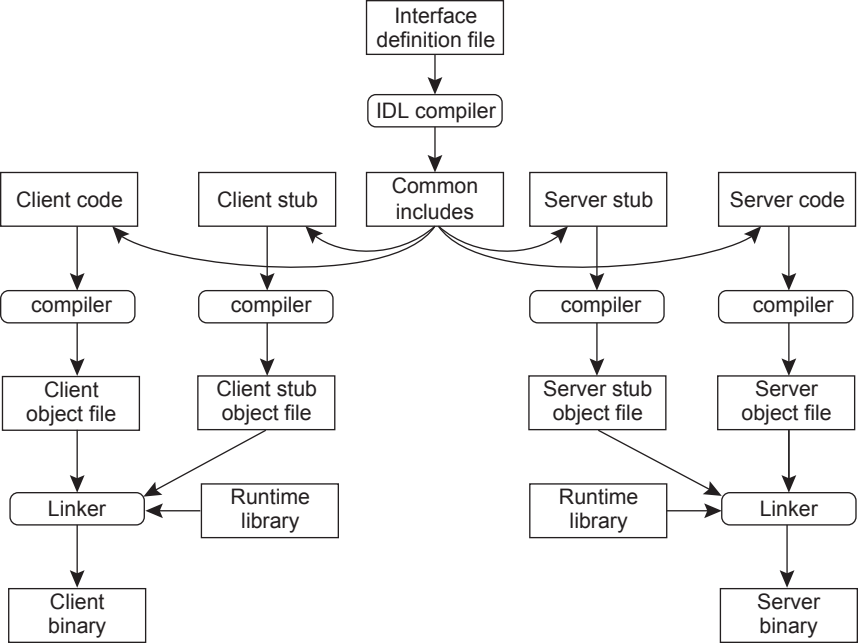 Interface
definition file
IDL compiler
Client code
Client stub
Common
includes
Server stub
Server code
compiler
compiler
compiler
compiler
Client
object file
Client stub
object file
Server stub
object file
Server
object file
Linker
Runtime
library
Runtime
library
Linker
Client
binary
Server
binary